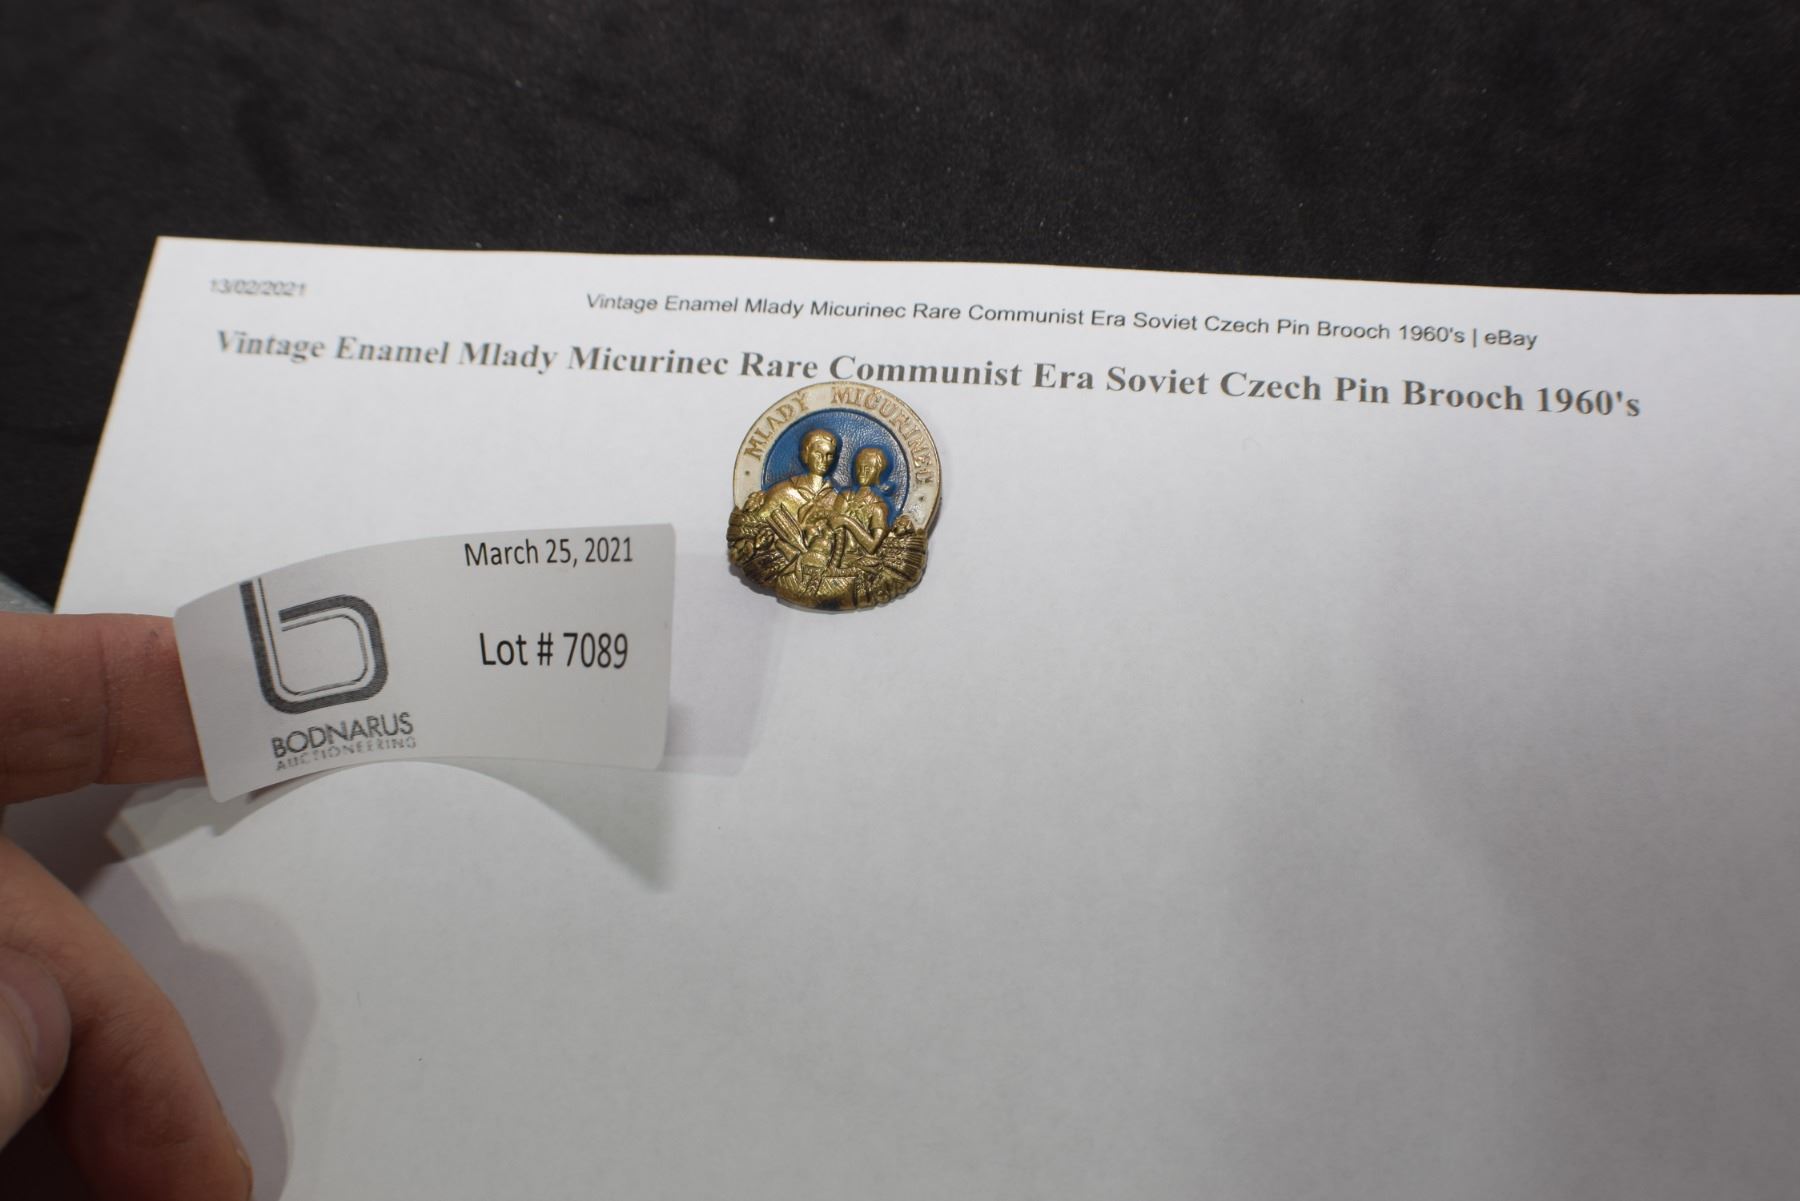 13/02/2021
Vintage Enamel Mlady Micurinec Rare Communist Era Soviet Czech Pin Brooch 1960's | eBay
Vintage Enamel Mlady Micurinec Rare Communist Era Soviet Czech Pin Brooch 1960's
· MLADÝ MIČURINEC ·
March 25, 2021
Lot # 7089
b
BODNARUS
AUCTIONEERING